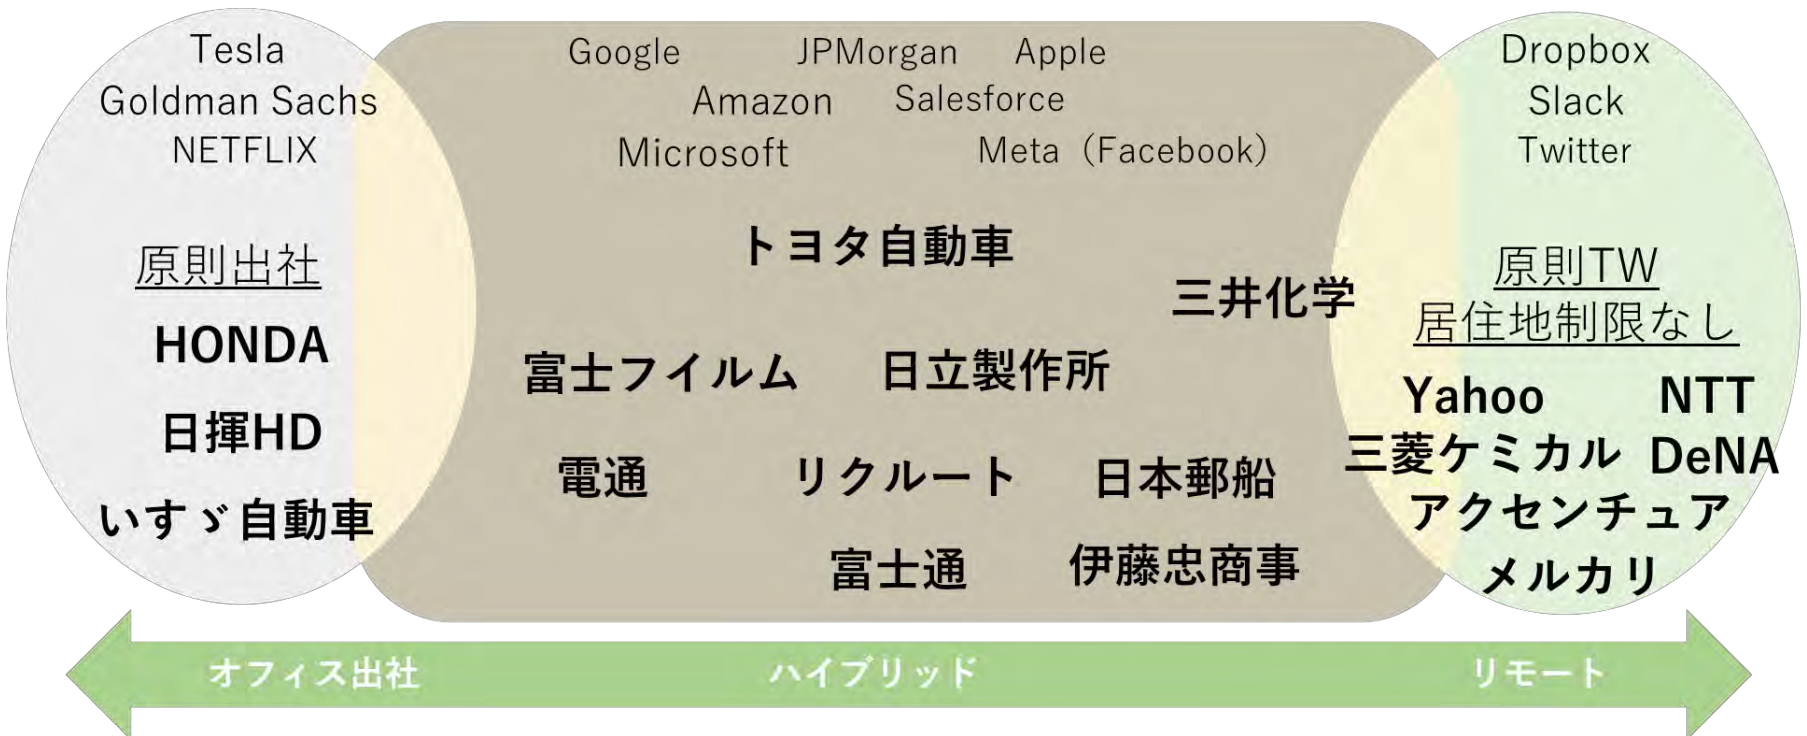 Tesla
Goldman Sachs
NETFLIX
原則出社
HONDA
日揮HD
いすゞ自動車
Google JPMorgan Apple
Amazon Salesforce
Microsoft Meta（Facebook）
トヨタ自動車
三井化学
富士フイルム 日立製作所
電通 リクルート 日本郵船
富士通 伊藤忠商事
Dropbox
Slack
Twitter
原則TW
居住地制限なし
Yahoo NTT
三菱ケミカル DeNA
アクセンチュア
メルカリ
オフィス出社 ハイブリッド リモート